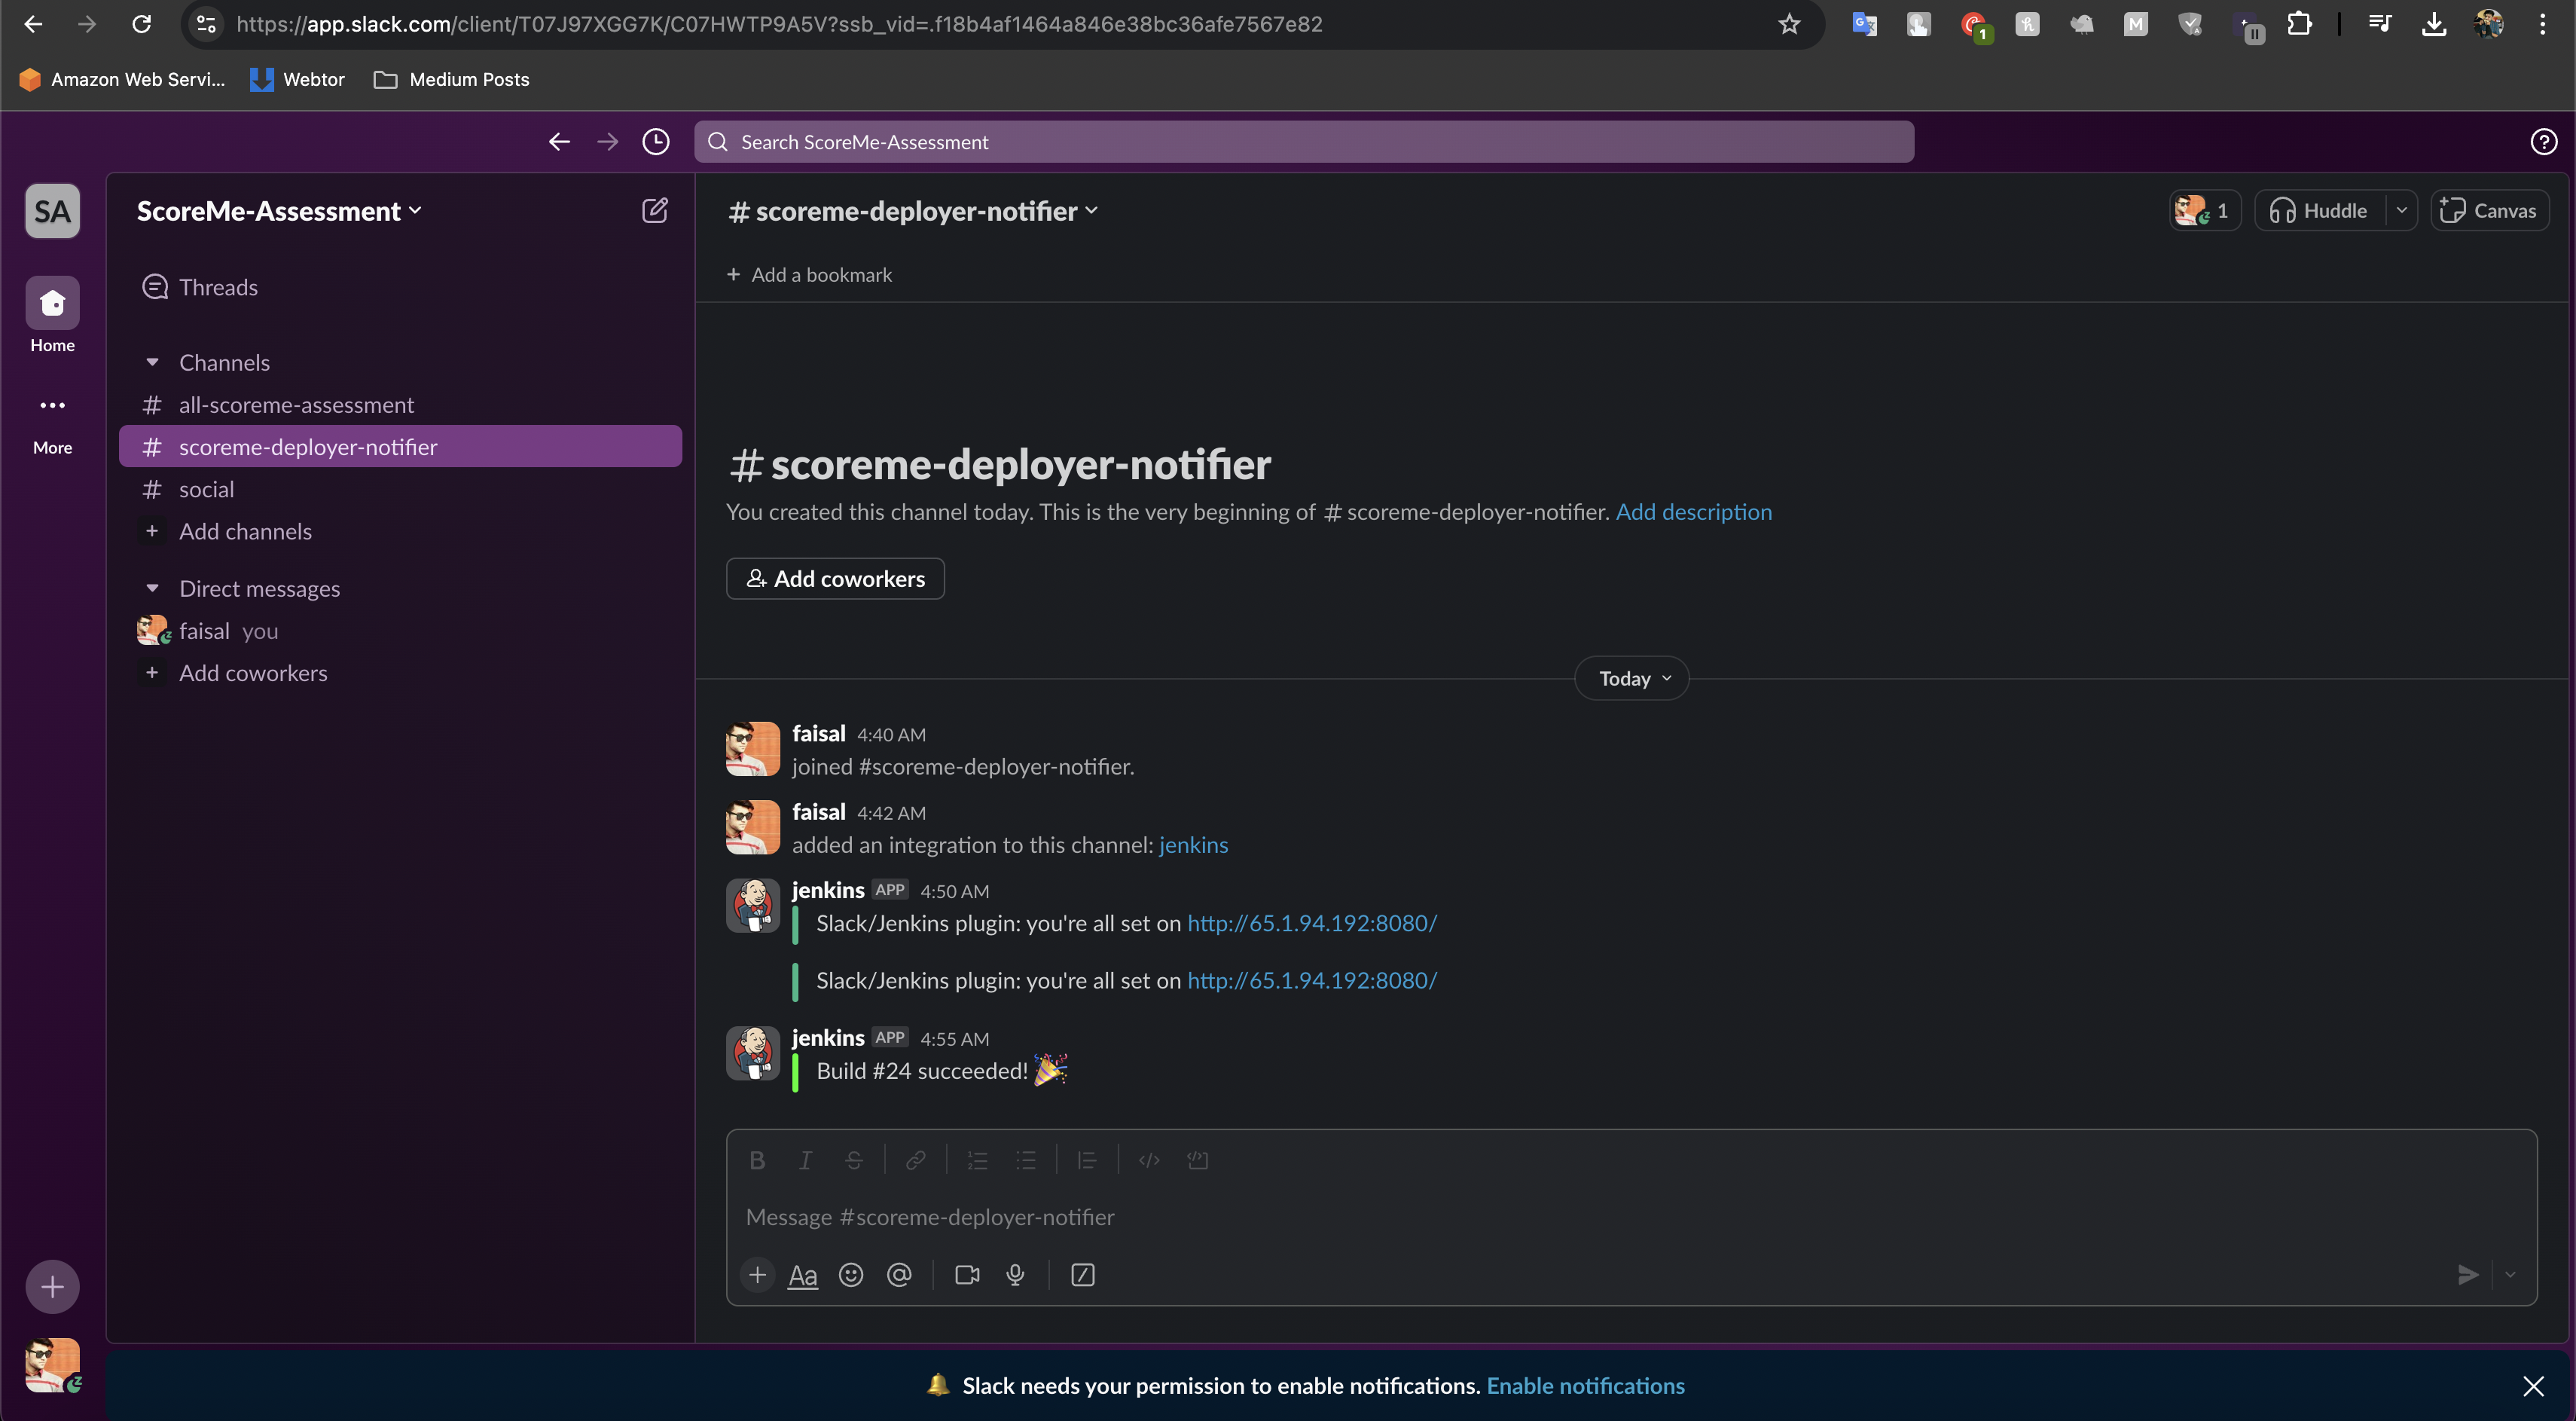 https://app.slack.com/client/T07J97XGG7K/C07HWTP9A5V?ssb_vid=.f18b4af1464a846e38bc36afe7567e82
1
M
Amazon Web Servi...
Webtor
Medium Posts
Search ScoreMe-Assessment
SA
ScoreMe-Assessment
# scoreme-deployer-notifier
1
Huddle
Canvas
+ Add a bookmark
Threads
Home
Channels
# all-scoreme-assessment
More
# scoreme-deployer-notifier
# social
+ Add channels
Direct messages
faisal you
+ Add coworkers
# scoreme-deployer-notifier
You created this channel today. This is the very beginning of # scoreme-deployer-notifier. Add description
Add coworkers
Today
faisal 4:40 AM
joined #scoreme-deployer-notifier.
faisal 4:42 AM
added an integration to this channel: jenkins
jenkins APP 4:50 AM
Slack/Jenkins plugin: you're all set on http://65.1.94.192:8080/
Slack/Jenkins plugin: you're all set on http://65.1.94.192:8080/
jenkins APP 4:55 AM
Build #24 succeeded! 🎉
B I S
Message #scoreme-deployer-notifier
+ Aa @
Slack needs your permission to enable notifications. Enable notifications